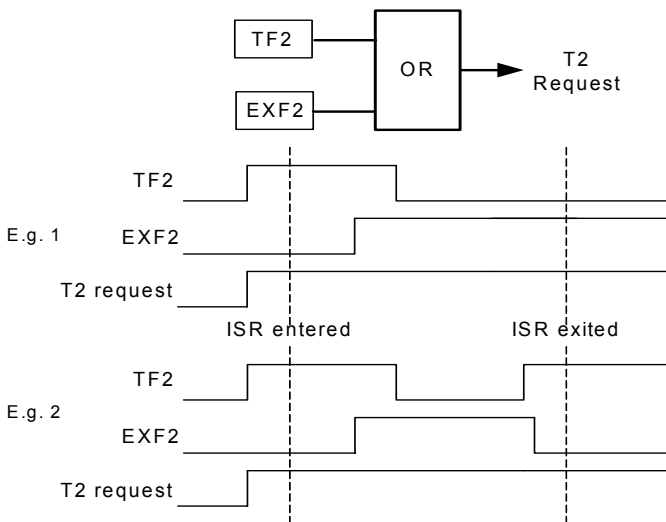 TF2
EXF2
OR
T2
Request
TF2
E.g. 1
EXF2
T2 request
ISR entered
ISR exited
TF2
E.g. 2
EXF2
T2 request